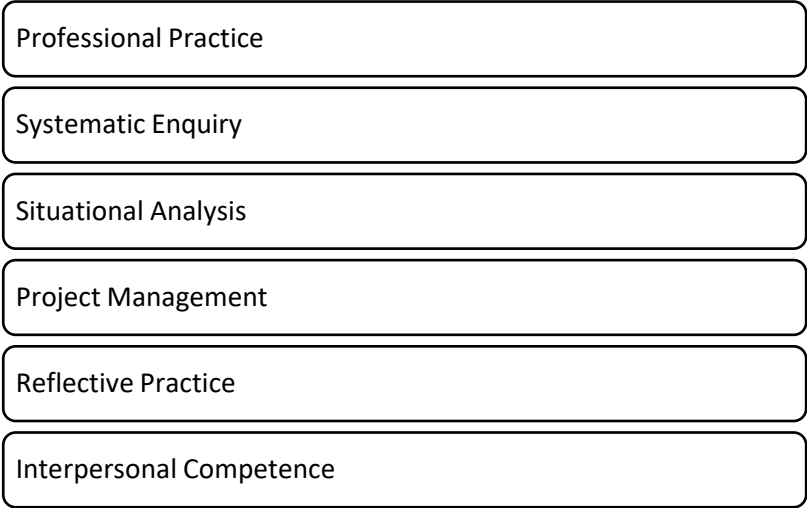 Professional Practice
Systematic Enquiry
Situational Analysis
Project Management
Reflective Practice
Interpersonal Competence